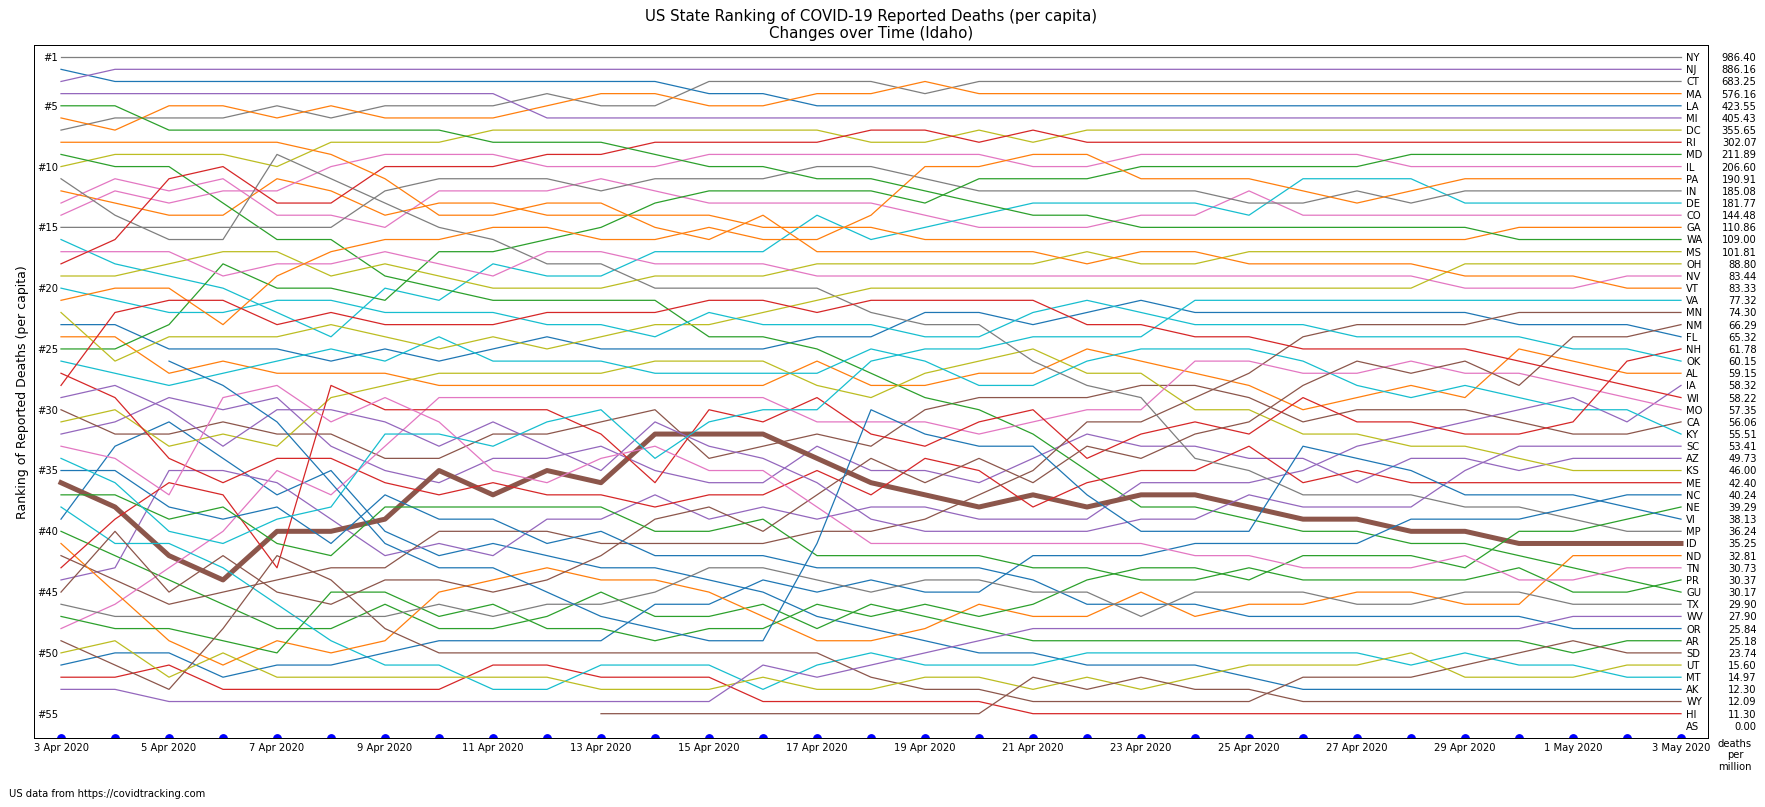 US State Ranking of COVID-19 Reported Deaths (per capita)
Changes over Time (Idaho)
Ranking of Reported Deaths (per capita)
#1
#5
#10
#15
#20
#25
#30
#35
#40
#45
#50
#55
NY 986.40
NJ 886.16
CT 683.25
MA 576.16
LA 423.55
MI 405.43
DC 355.65
RI 302.07
MD 211.89
IL 206.60
PA 190.91
IN 185.08
DE 181.77
CO 144.48
GA 110.86
WA 109.00
MS 101.81
OH 88.80
NV 83.44
VT 83.33
VA 77.32
MN 74.30
NM 66.29
FL 65.32
NH 61.78
OK 60.15
AL 59.15
IA 58.32
WI 58.22
MO 57.35
CA 56.06
KY 55.51
SC 53.41
AZ 49.73
KS 46.00
ME 42.40
NC 40.24
NE 39.29
VI 38.13
MP 36.24
ID 35.25
ND 32.81
TN 30.73
PR 30.37
GU 30.17
TX 29.90
WV 27.90
OR 25.84
AR 25.18
SD 23.74
UT 15.60
MT 14.97
AK 12.30
WY 12.09
HI 11.30
AS 0.00
3 Apr 2020 5 Apr 2020 7 Apr 2020 9 Apr 2020 11 Apr 2020 13 Apr 2020 15 Apr 2020 17 Apr 2020 19 Apr 2020 21 Apr 2020 23 Apr 2020 25 Apr 2020 27 Apr 2020 29 Apr 2020 1 May 2020 3 May 2020
deaths
per
million
US data from https://covidtracking.com